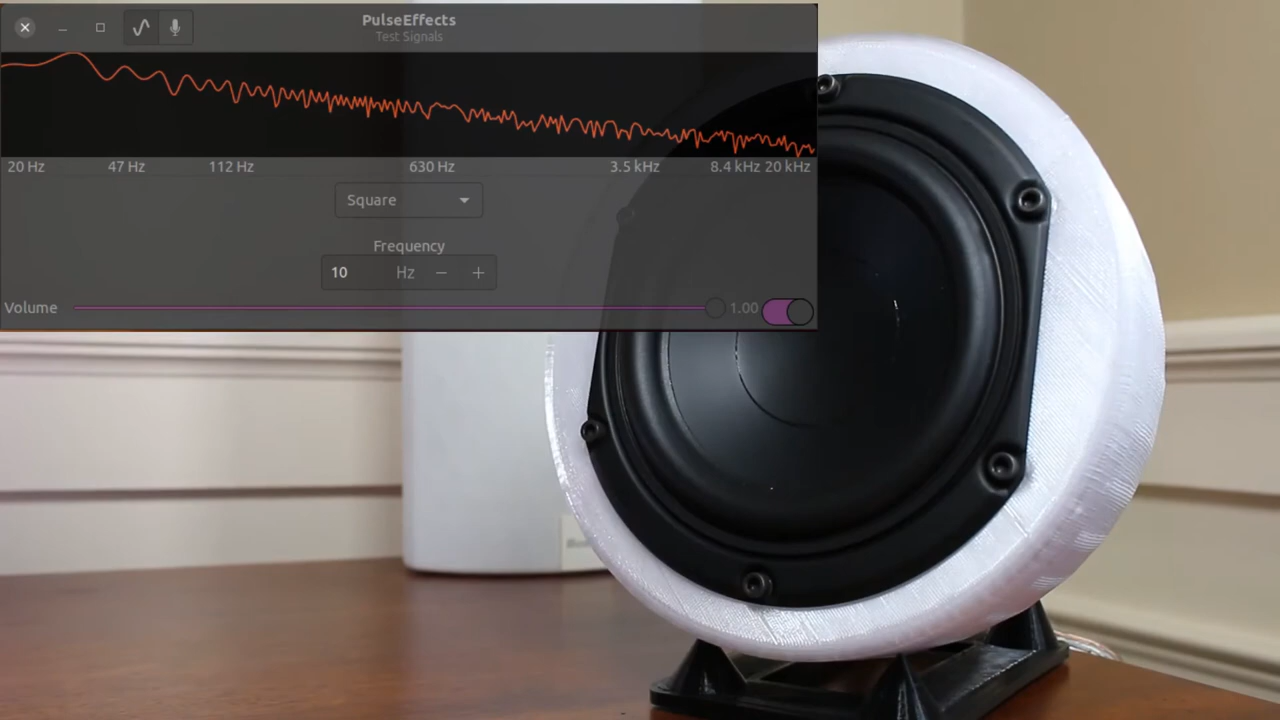 PulseEffects
Test Signals
20 Hz 47 Hz 112 Hz 630 Hz 3.5 kHz 8.4 kHz 20 kHz
Square
Frequency
10 Hz − +
Volume 1.00